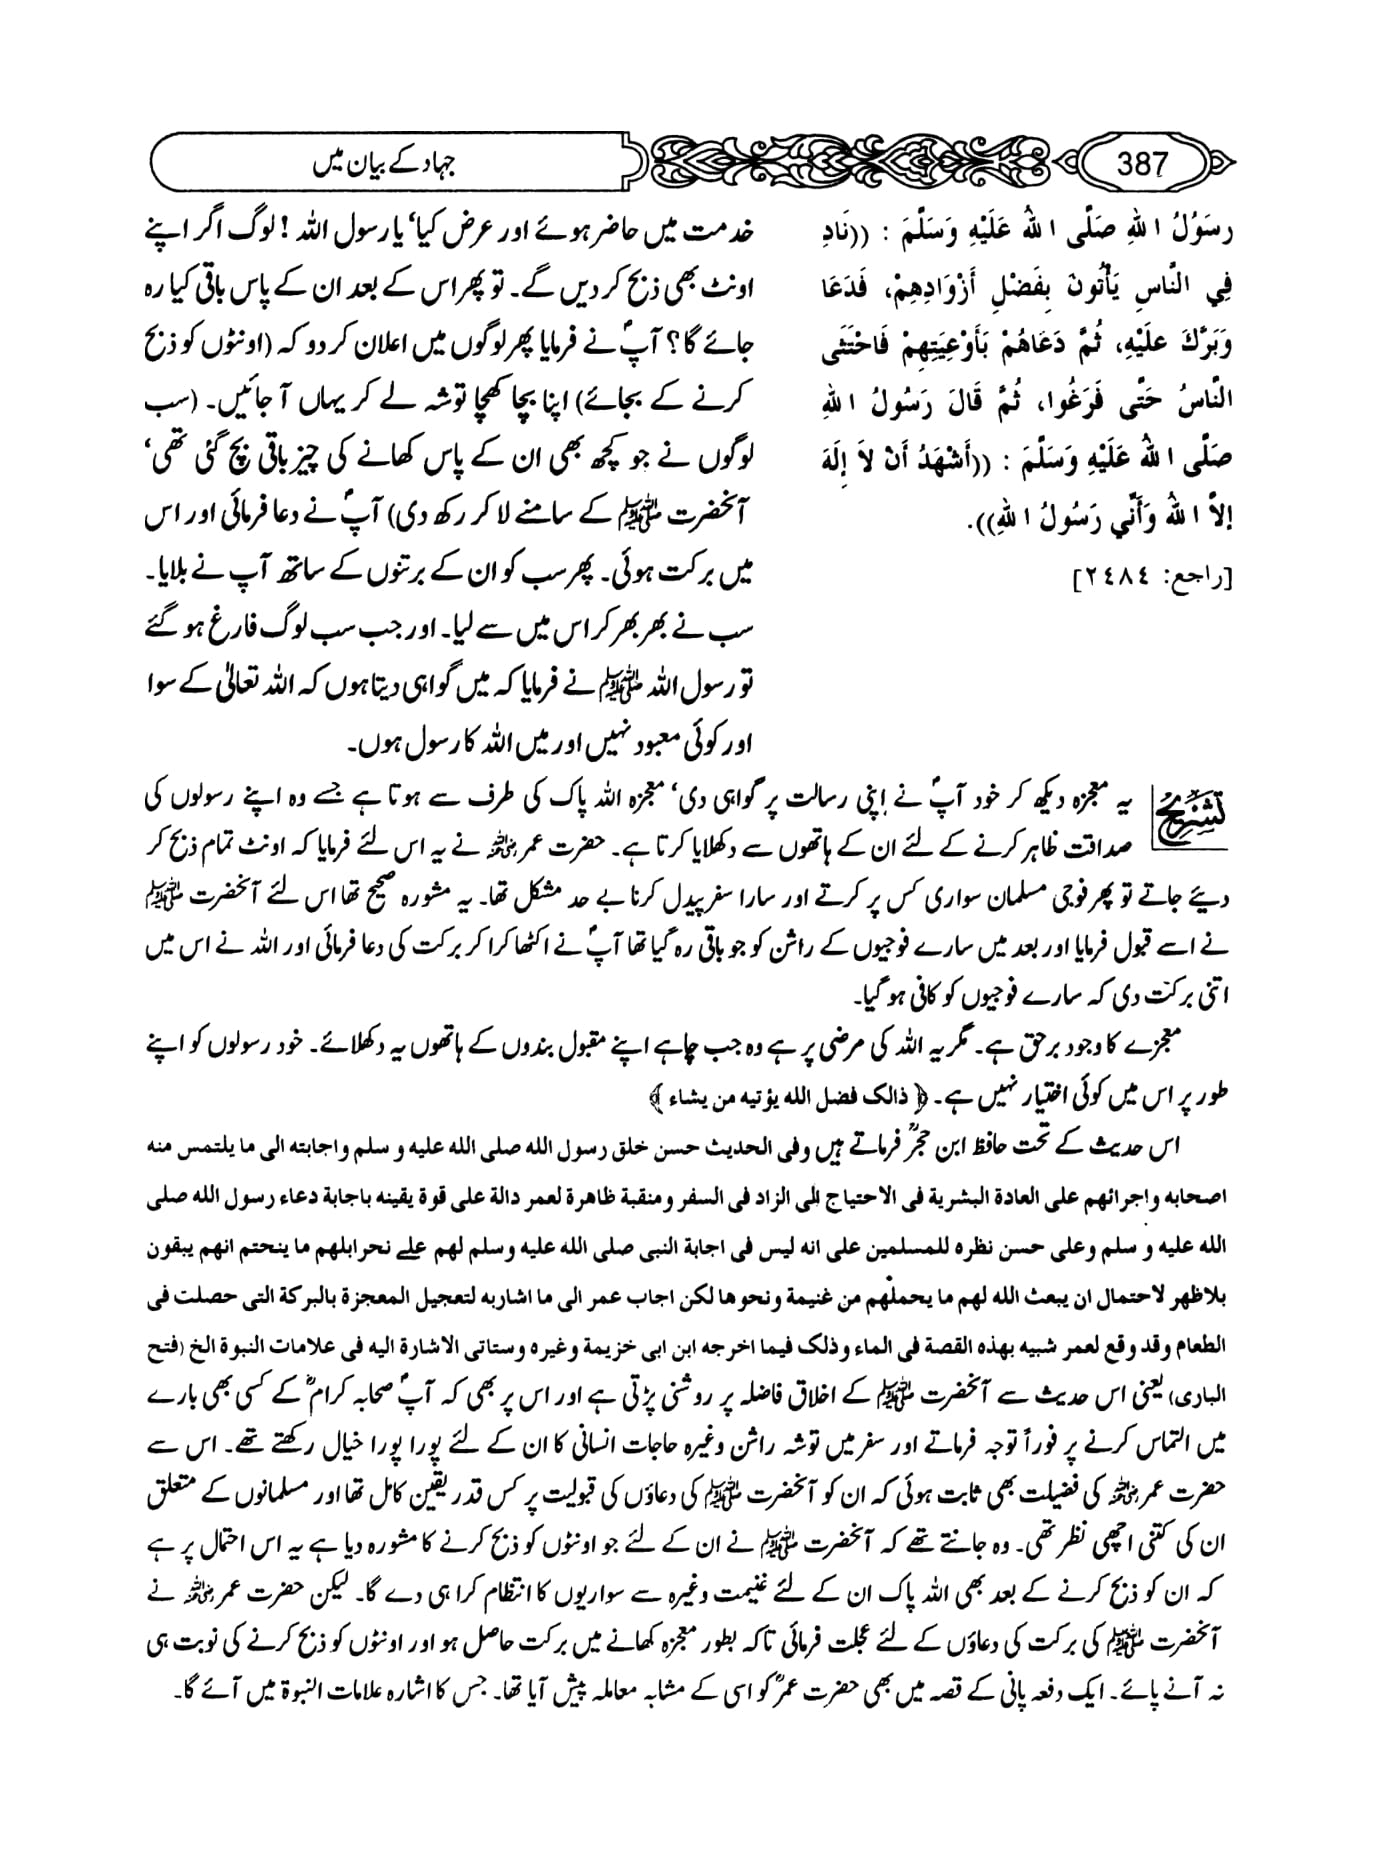 387
جہاد کے بیان میں
رسَوُلُ اللهِ صَلَّى اللهُ عَلَيْهِ وَسَلَّمَ : ((نَادِ
فِي النَّاسِ يَأْتُونَ بِفَضْلِ أَزْوَادِهِمْ، فَدَعَا
وَبَرَّكَ عَلَيْهِ، ثُمَّ دَعَاهُمْ بَأَوْعِيَتِهِمْ فَاحْتَثَى
النَّاسُ حَتَّى فَرَغُوا، ثُمَّ قَالَ رَسُولُ اللهِ
صَلَّى اللهُ عَلَيْهِ وَسَلَّمَ : ((أَشْهَدُ أَنْ لاَ إِلَهَ
إلاَّ اللهُ وَأَنِّي رَسُولُ اللهِ)).
[راجع: ٢٤٨٤]
خدمت میں حاضر ہوئے اور عرض کیا‘ یا رسول اللہ ! لوگ اگر اپنے
اونٹ بھی ذبح کر دیں گے۔ تو پھر اس کے بعد ان کے پاس باقی کیا رہ
جائے گا؟ آپؐ نے فرمایا پھر لوگوں میں اعلان کر دو کہ (اونٹوں کو ذبح
کرنے کے بجائے) اپنا بچا کھچا توشہ لے کر یہاں آ جائیں۔ (سب
لوگوں نے جو کچھ بھی ان کے پاس کھانے کی چیز باقی بچ گئی تھی‘
آنحضرت ﷺ کے سامنے لا کر رکھ دی) آپؐ نے دعا فرمائی اور اس
میں برکت ہوئی۔ پھر سب کو ان کے برتنوں کے ساتھ آپ نے بلایا۔
سب نے بھر بھر کر اس میں سے لیا۔ اور جب سب لوگ فارغ ہو گئے
تو رسول اللہ ﷺ نے فرمایا کہ میں گواہی دیتا ہوں کہ اللہ تعالیٰ کے سوا
اور کوئی معبود نہیں اور میں اللہ کا رسول ہوں۔
تشریح یہ معجزہ دیکھ کر خود آپؐ نے اپنی رسالت پر گواہی دی‘ معجزہ اللہ پاک کی طرف سے ہوتا ہے جسے وہ اپنے رسولوں کی
صداقت ظاہر کرنے کے لئے ان کے ہاتھوں سے دکھلایا کرتا ہے۔ حضرت عمر رضی اللہ عنہ نے یہ اس لئے فرمایا کہ اونٹ تمام ذبح کر
دیئے جاتے تو پھر فوجی مسلمان سواری کس پر کرتے اور سارا سفر پیدل کرنا بے حد مشکل تھا۔ یہ مشورہ صحیح تھا اس لئے آنحضرت ﷺ
نے اسے قبول فرمایا اور بعد میں سارے فوجیوں کے راشن کو جو باقی رہ گیا تھا آپؐ نے اکٹھا کرا کر برکت کی دعا فرمائی اور اللہ نے اس میں
اتنی برکت دی کہ سارے فوجیوں کو کافی ہو گیا۔
معجزے کا وجود برحق ہے۔ مگر یہ اللہ کی مرضی پر ہے وہ جب چاہے اپنے مقبول بندوں کے ہاتھوں یہ دکھلائے۔ خود رسولوں کو اپنے
طور پر اس میں کوئی اختیار نہیں ہے۔ ﴿ ذالک فضل الله یؤتیه من یشاء ﴾
اس حدیث کے تحت حافظ ابن حجرؒ فرماتے ہیں وفی الحدیث حسن خلق رسول الله صلی الله علیه و سلم واجابته الی ما یلتمس منه
اصحابه واجرائهم علی العادة البشریة فی الاحتیاج الی الزاد فی السفر ومنقبة ظاهرة لعمر دالة علی قوة یقینه باجابة دعاء رسول الله صلی
الله علیه و سلم وعلی حسن نظره للمسلمین علی انه لیس فی اجابة النبی صلی الله علیه وسلم لهم علے نحرابلهم ما ینحتم انهم یبقون
بلاظهر لاحتمال ان یبعث الله لهم ما یحملهم من غنیمة ونحوها لکن اجاب عمر الی ما اشاربه لتعجیل المعجزة بالبرکة التی حصلت فی
الطعام وقد وقع لعمر شبیه بهذه القصة فی الماء وذلک فیما اخرجه ابن ابی خزیمة وغیره وستاتی الاشارة الیه فی علامات النبوة الخ (فتح
الباری) یعنی اس حدیث سے آنحضرت ﷺ کے اخلاق فاضلہ پر روشنی پڑتی ہے اور اس پر بھی کہ آپؐ صحابہ کرامؓ کے کسی بھی بارے
میں التماس کرنے پر فوراً توجہ فرماتے اور سفر میں توشہ راشن وغیرہ حاجات انسانی کا ان کے لئے پورا پورا خیال رکھتے تھے۔ اس سے
حضرت عمر رضی اللہ عنہ کی فضیلت بھی ثابت ہوئی کہ ان کو آنحضرت ﷺ کی دعاؤں کی قبولیت پر کس قدر یقین کامل تھا اور مسلمانوں کے متعلق
ان کی کتنی اچھی نظر تھی۔ وہ جانتے تھے کہ آنحضرت ﷺ نے ان کے لئے جو اونٹوں کو ذبح کرنے کا مشورہ دیا ہے یہ اس احتمال پر ہے
کہ ان کو ذبح کرنے کے بعد بھی اللہ پاک ان کے لئے غنیمت وغیرہ سے سواریوں کا انتظام کرا ہی دے گا۔ لیکن حضرت عمر رضی اللہ عنہ نے
آنحضرت ﷺ کی برکت کی دعاؤں کے لئے عجلت فرمائی تاکہ بطور معجزہ کھانے میں برکت حاصل ہو اور اونٹوں کو ذبح کرنے کی نوبت ہی
نہ آنے پائے۔ ایک دفعہ پانی کے قصہ میں بھی حضرت عمرؓ کو اسی کے مشابہ معاملہ پیش آیا تھا۔ جس کا اشارہ علامات النبوۃ میں آئے گا۔